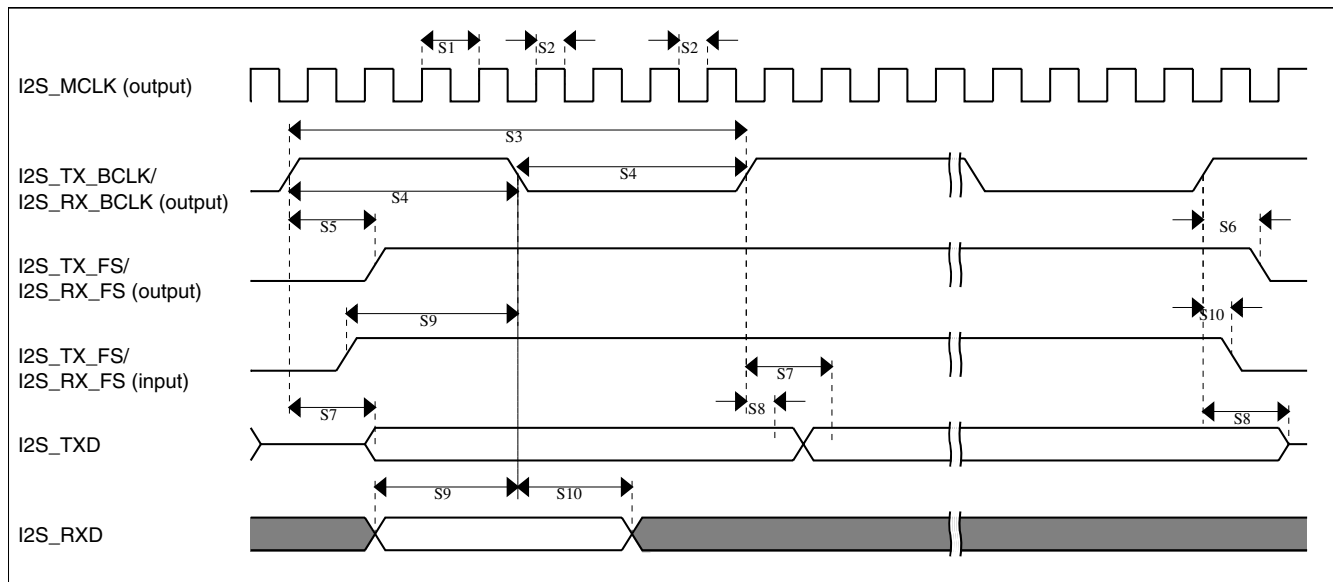 S1
S2
S2
I2S_MCLK (output)
S3
I2S_TX_BCLK/
I2S_RX_BCLK (output)
S4
S4
S5
S6
I2S_TX_FS/
I2S_RX_FS (output)
S9
S10
I2S_TX_FS/
I2S_RX_FS (input)
S7
S7
S8
S8
I2S_TXD
S9
S10
I2S_RXD